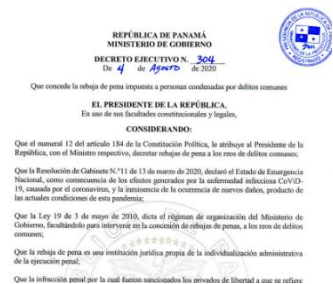 REPÚBLICA DE PANAMÁ
MINISTERIO DE GOBIERNO
DECRETO EJECUTIVO N. 304
De 4 de Agosto de 2020
Que concede la rebaja de pena impuesta a personas condenadas por delitos comunes
EL PRESIDENTE DE LA REPÚBLICA,
En uso de sus facultades constitucionales y legales,
CONSIDERANDO:
Que el numeral 12 del artículo 184 de la Constitución Política, le atribuye al Presidente de la
República, con el Ministro respectivo, decretar rebajas de pena a los reos de delitos comunes;
Que la Resolución de Gabinete N.°11 de 13 de marzo de 2020, declaró el Estado de Emergencia
Nacional, como consecuencia de los efectos generados por la enfermedad infecciosa CoViD-
19, causada por el coronavirus, y la inminencia de la ocurrencia de nuevos daños, producto de
las actuales condiciones de esta pandemia;
Que la Ley 19 de 3 de mayo de 2010, dicta el régimen de organización del Ministerio de
Gobierno, facultándolo para intervenir en la concesión de rebajas de penas, a los reos de delitos
comunes;
Que la rebaja de pena es una institución jurídica propia de la individualización administrativa
de la ejecución penal;
Que la infracción penal por la cual fueron sancionados los privados de libertad a que se refiere